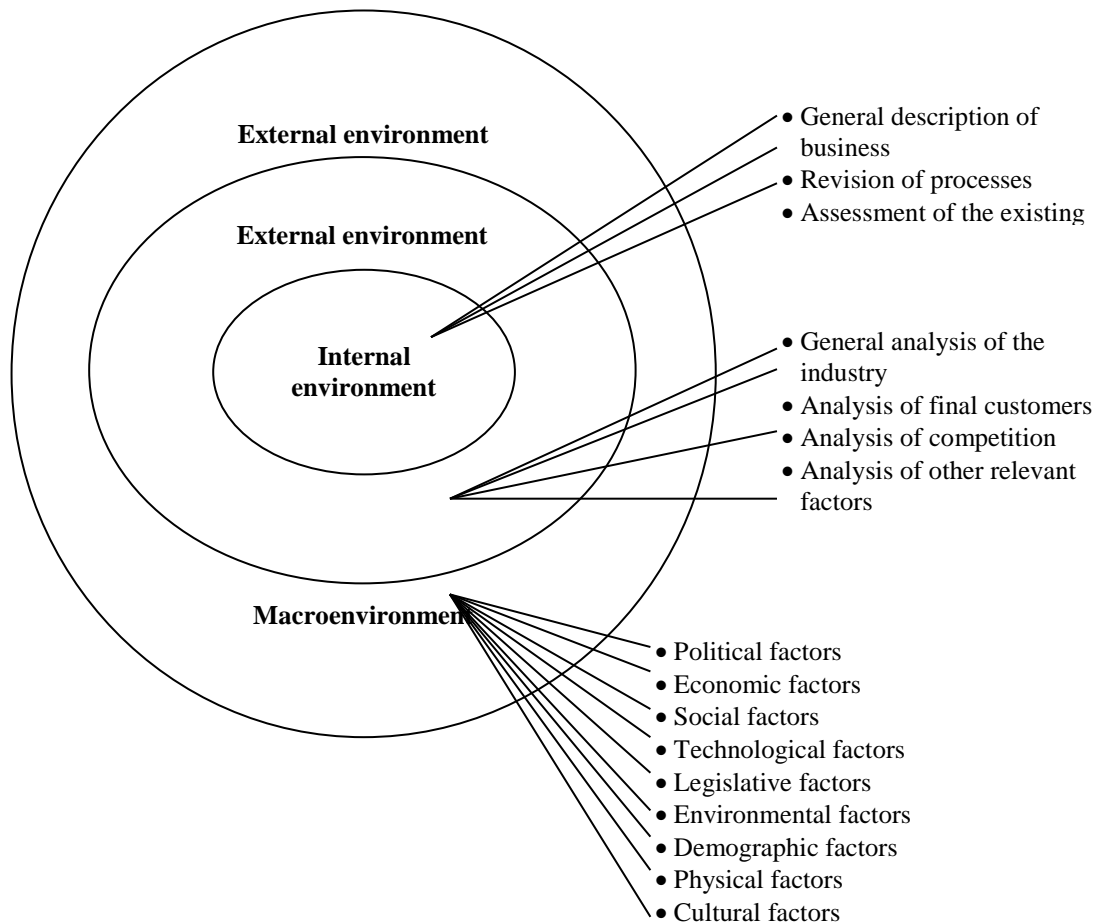 External environment
External environment
Internal
environment
Macroenvironment
• General description of
business
• Revision of processes
• Assessment of the existing
• General analysis of the
industry
• Analysis of final customers
• Analysis of competition
• Analysis of other relevant
factors
• Political factors
• Economic factors
• Social factors
• Technological factors
• Legislative factors
• Environmental factors
• Demographic factors
• Physical factors
• Cultural factors